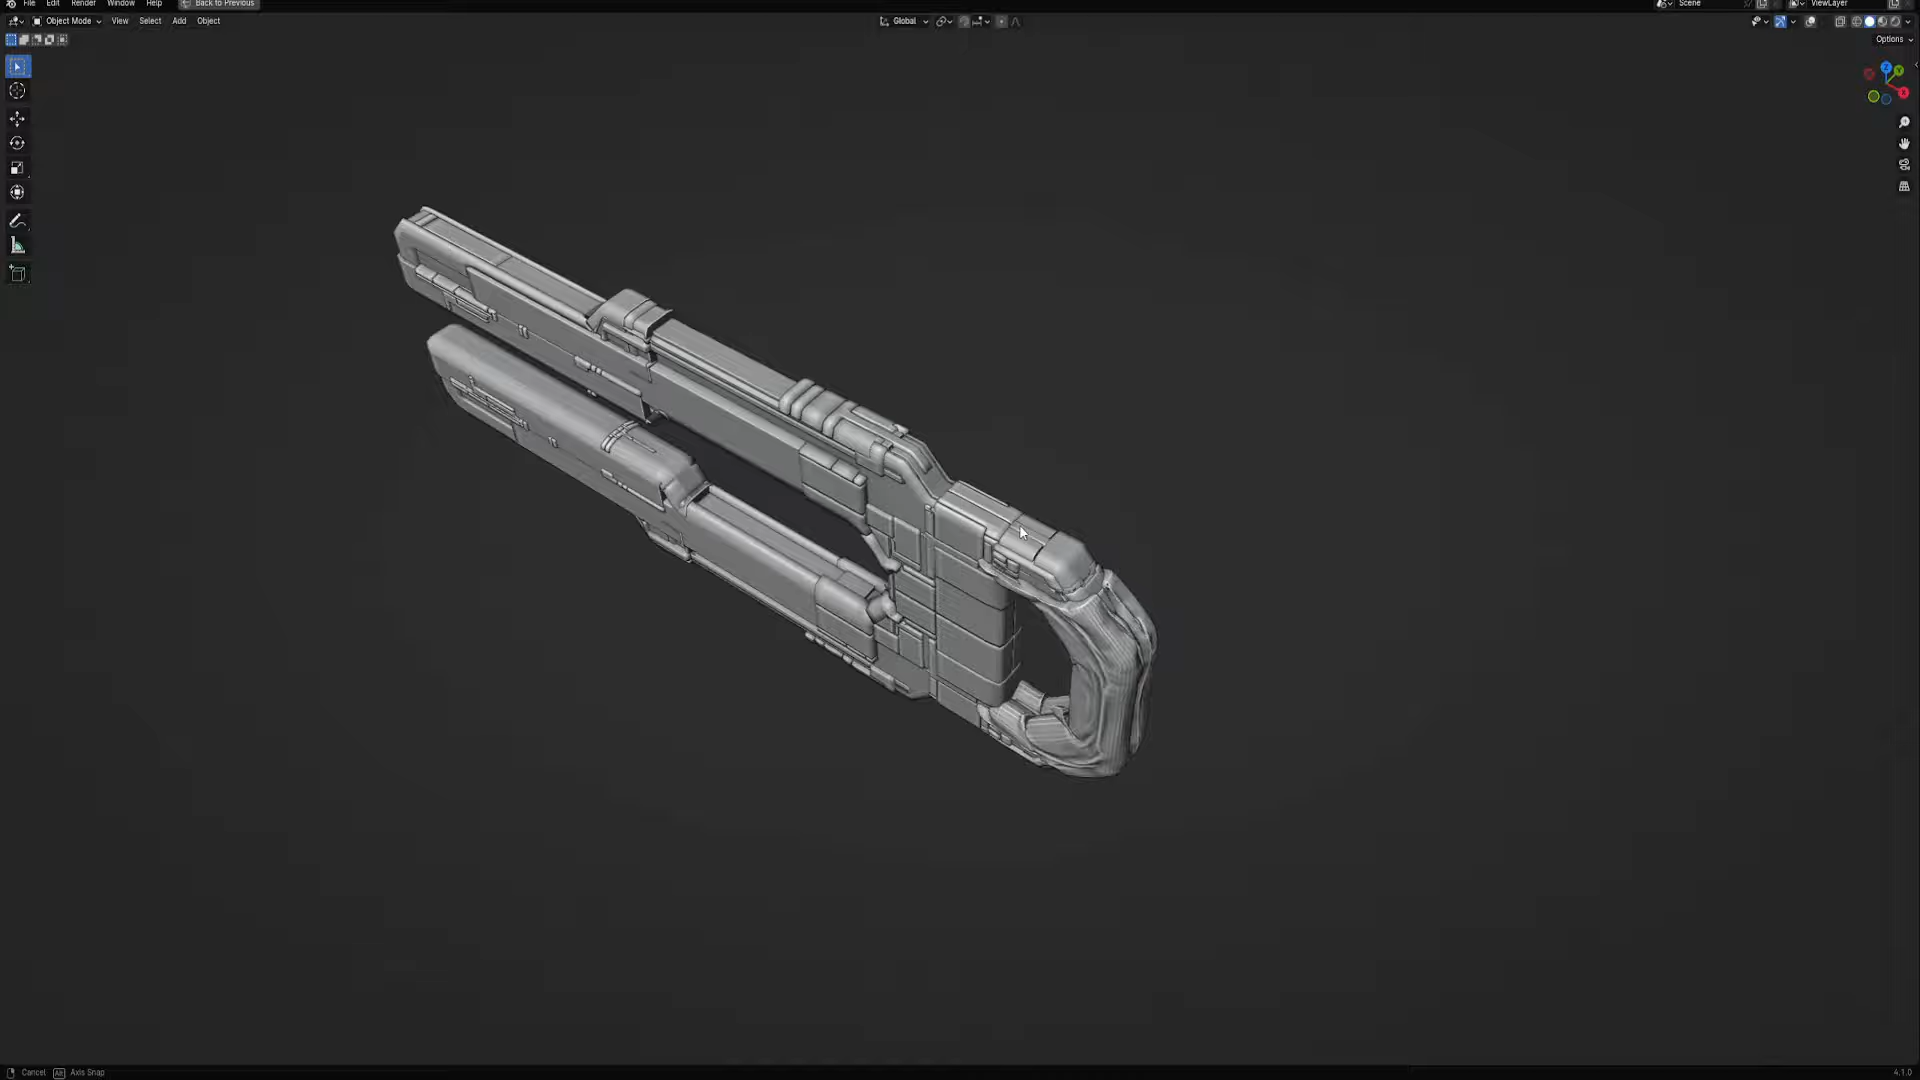 File Edit Render Window Help Back to Previous Scene ViewLayer
Object Mode View Select Add Object Global
Options
Z Y
X
Cancel Alt Axis Snap 4.1.0